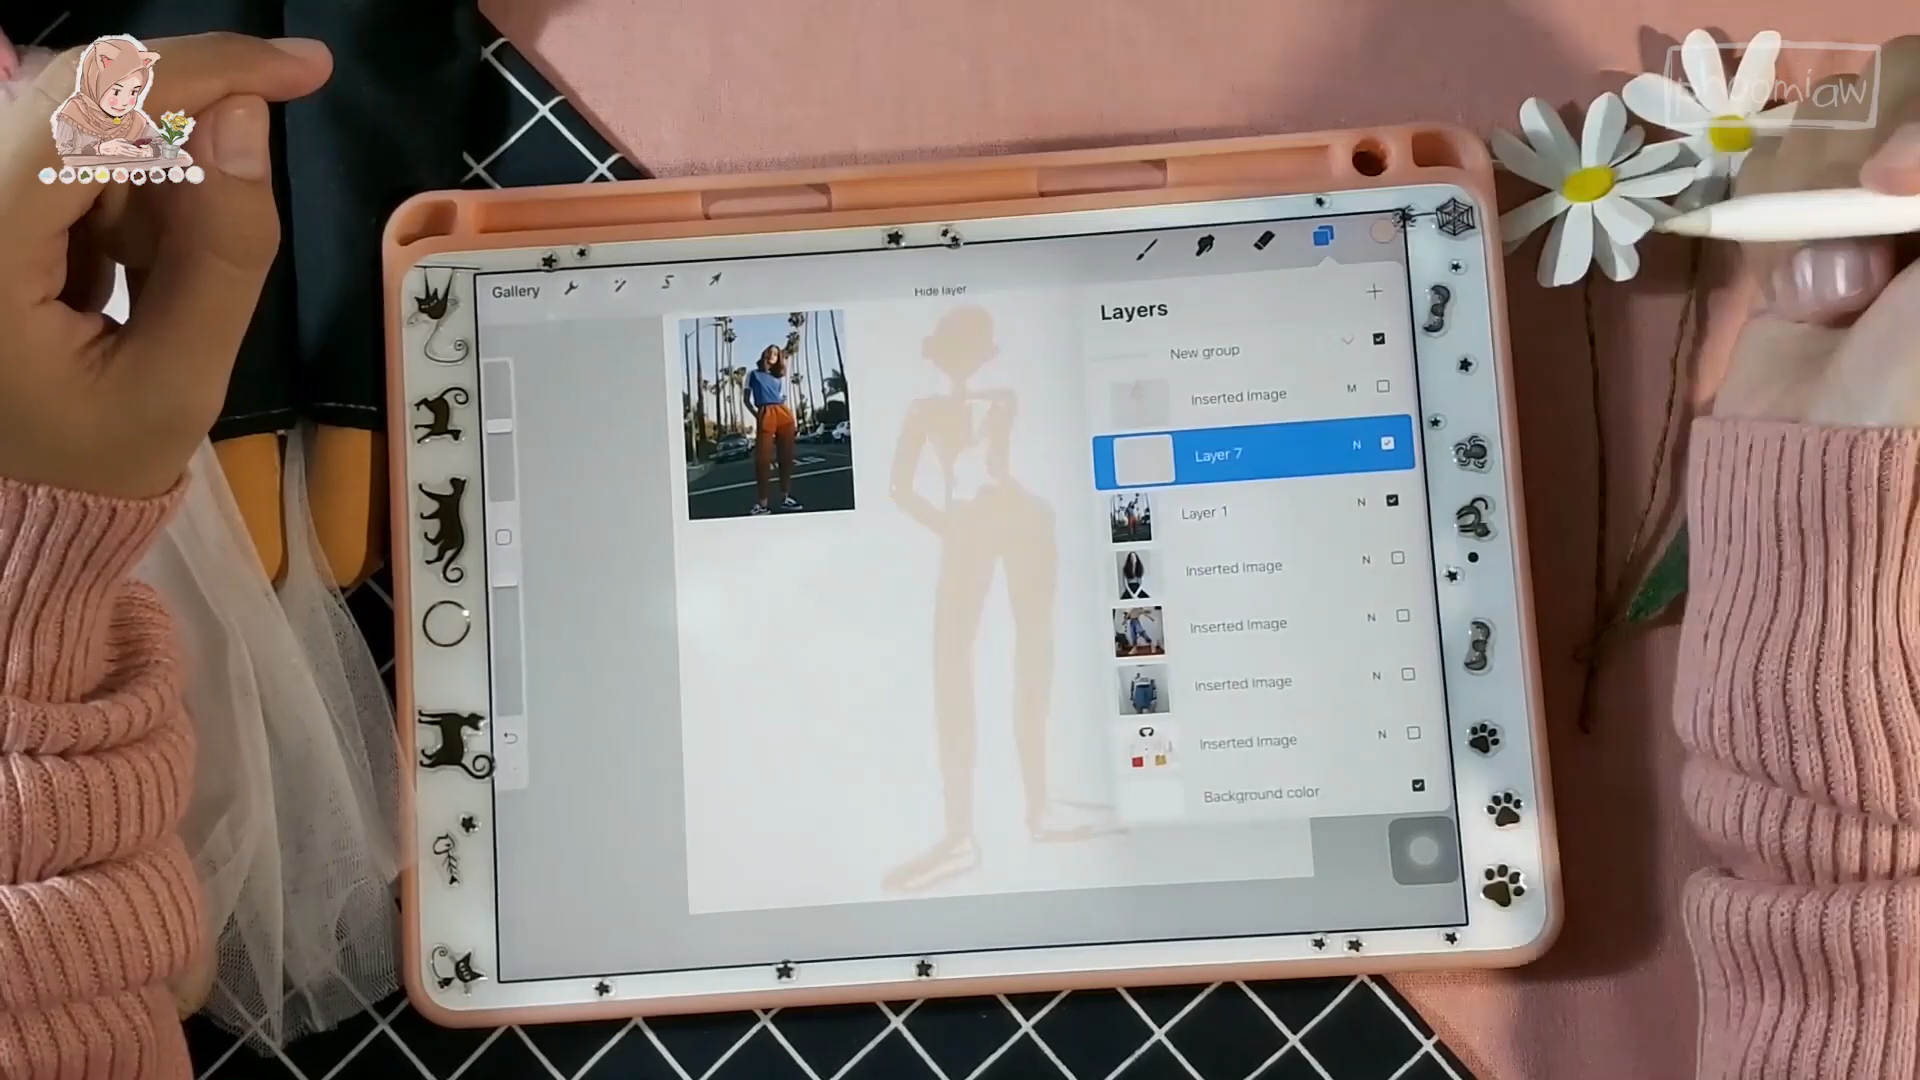 phoomiaw
Gallery
Hide layer
Layers
New group
Inserted Image M
Layer 7 N
Layer 1 N
Inserted Image N
Inserted Image N
Inserted Image N
Inserted Image N
Background color